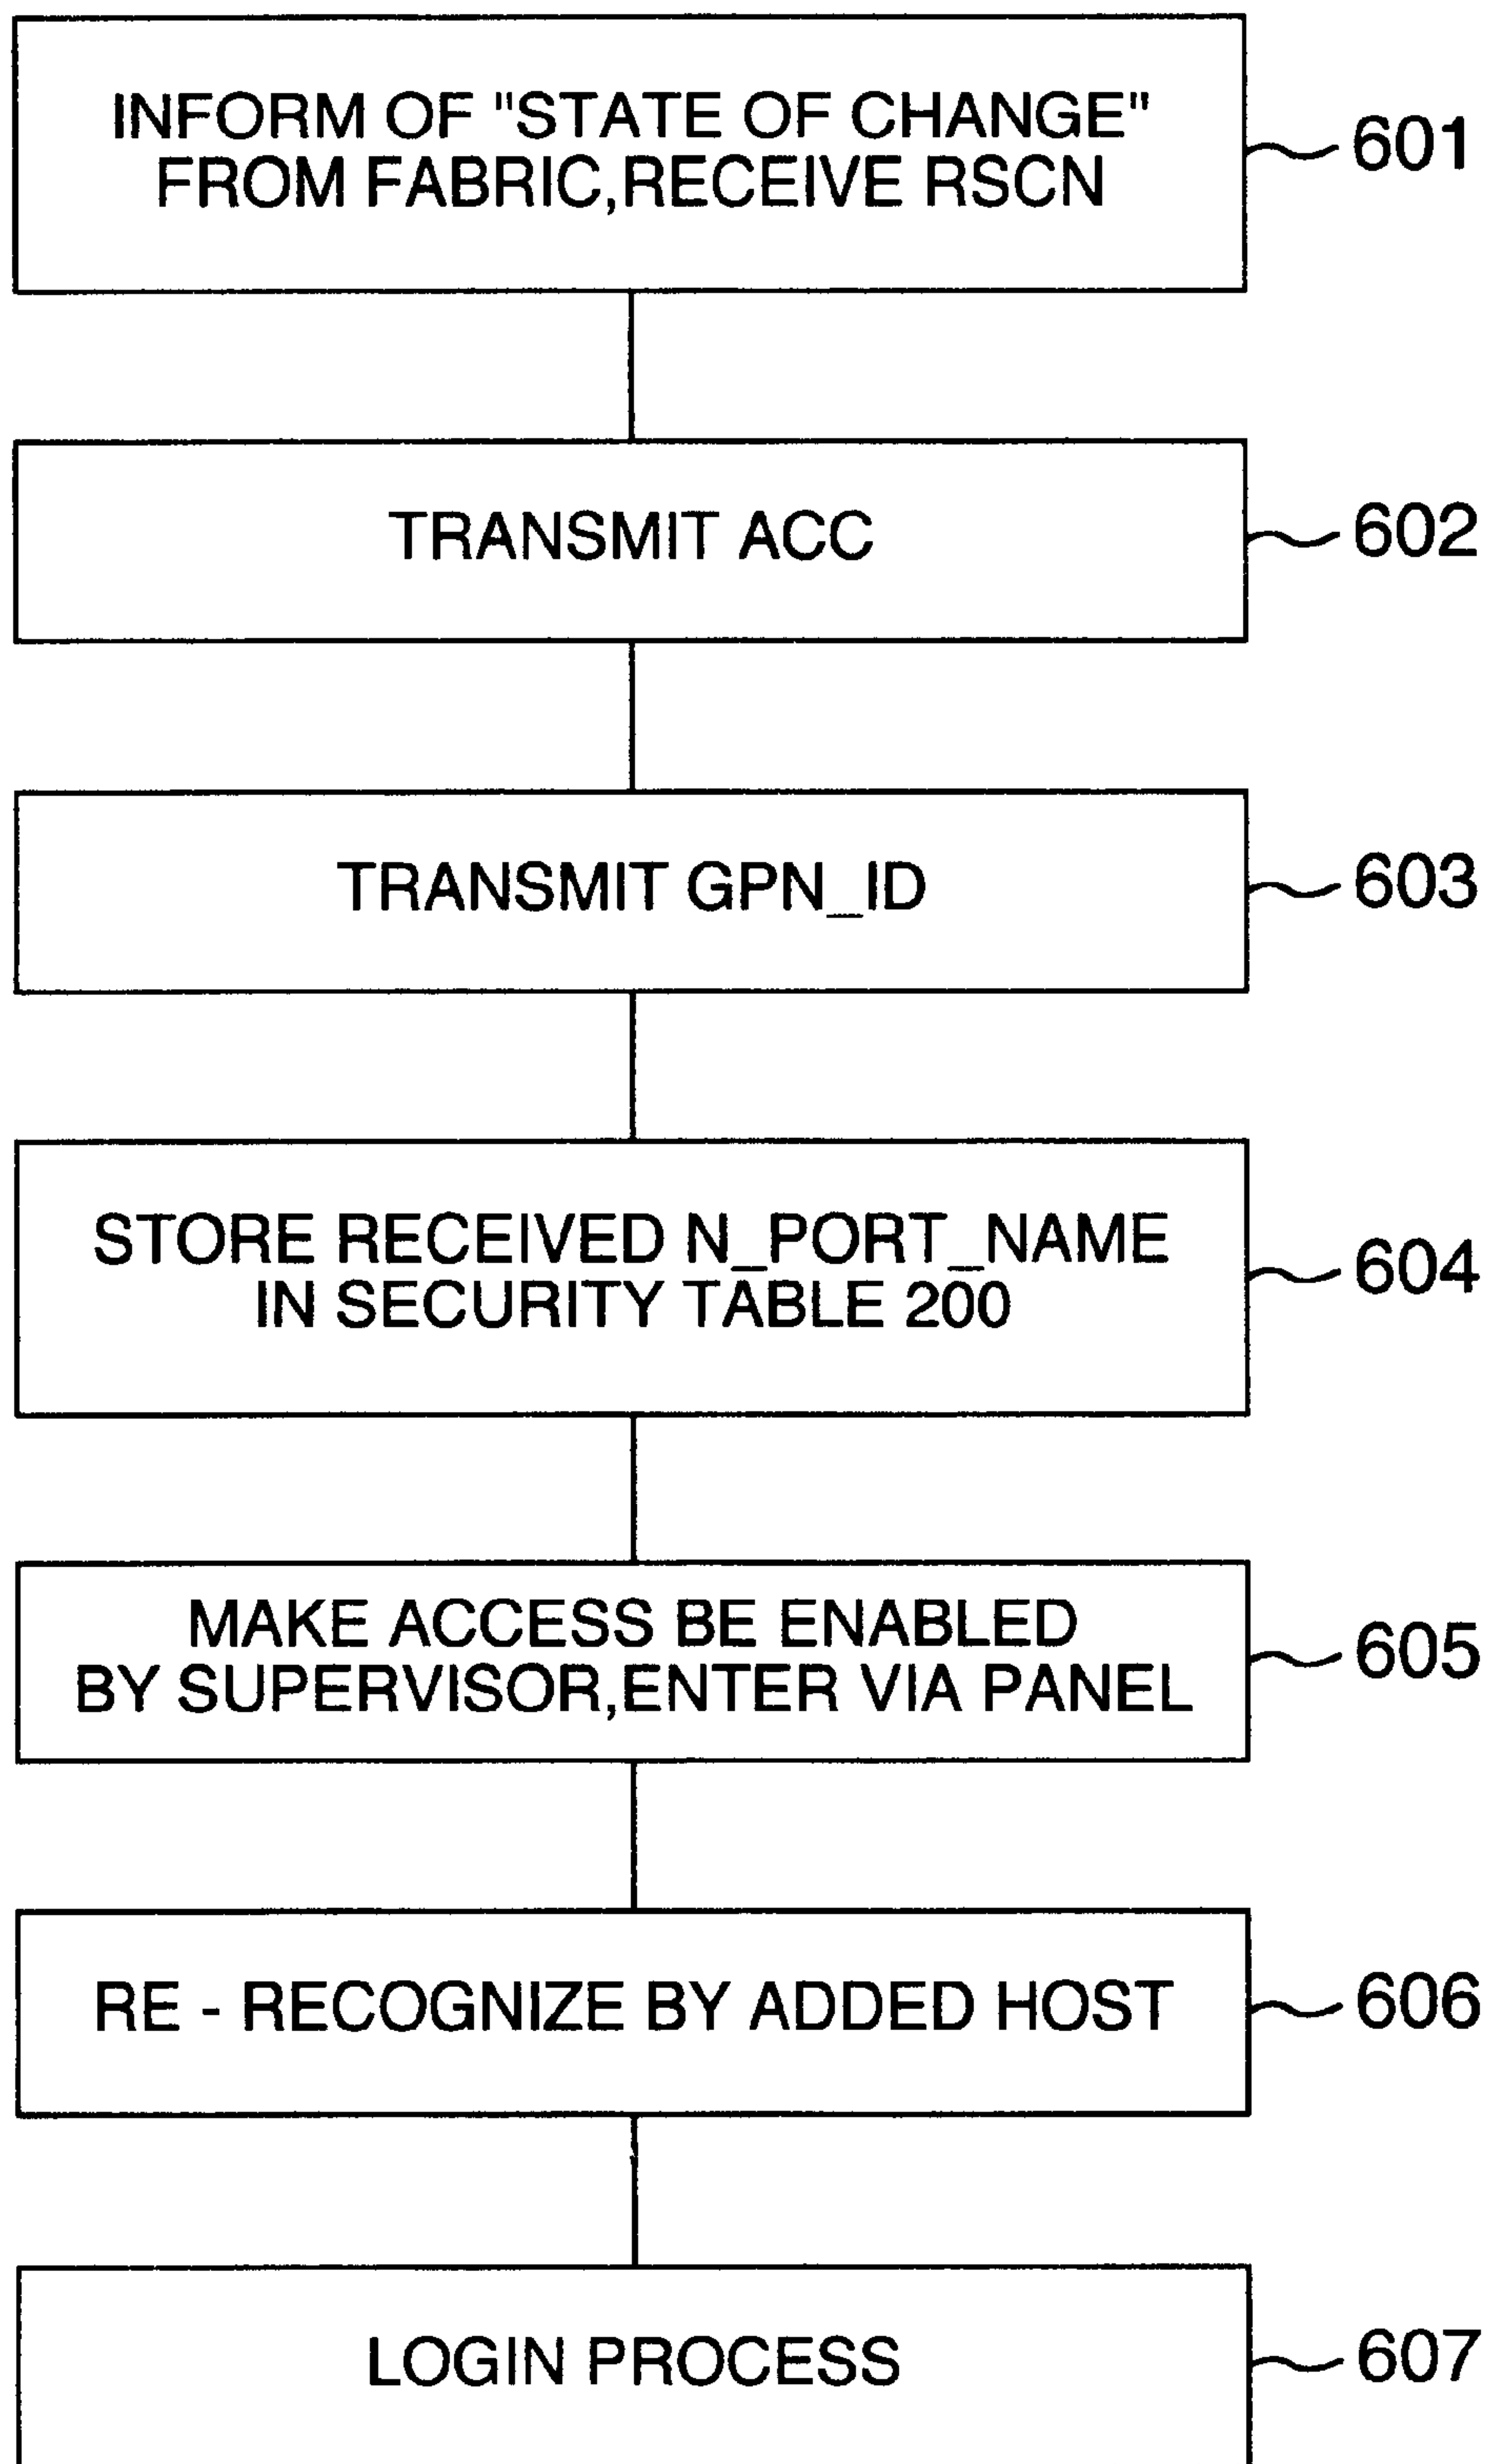 INFORM OF "STATE OF CHANGE"
FROM FABRIC,RECEIVE RSCN
601
TRANSMIT ACC
602
TRANSMIT GPN_ID
603
STORE RECEIVED N_PORT_NAME
IN SECURITY TABLE 200
604
MAKE ACCESS BE ENABLED
BY SUPERVISOR,ENTER VIA PANEL
605
RE - RECOGNIZE BY ADDED HOST
606
LOGIN PROCESS
607